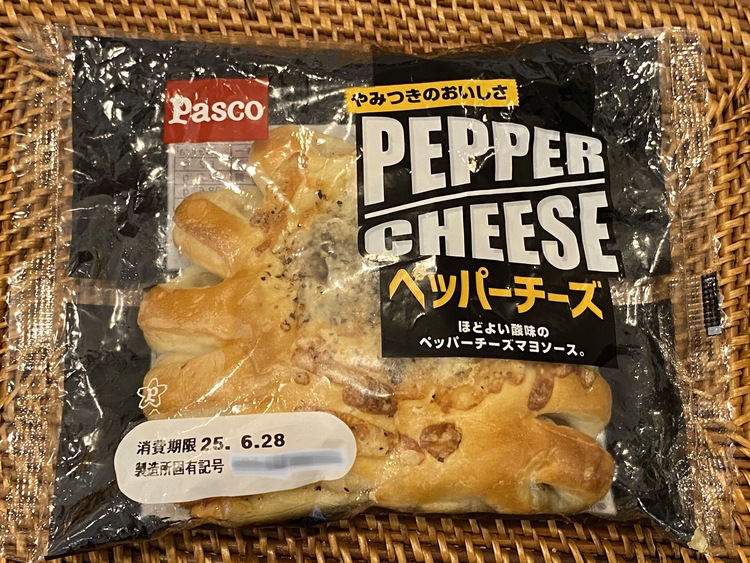 Pasco
やみつきのおいしさ
PEPPER
CHEESE
ペッパーチーズ
ほどよい酸味の
ペッパーチーズマヨソース。
消費期限 25. 6.28
製造所固有記号